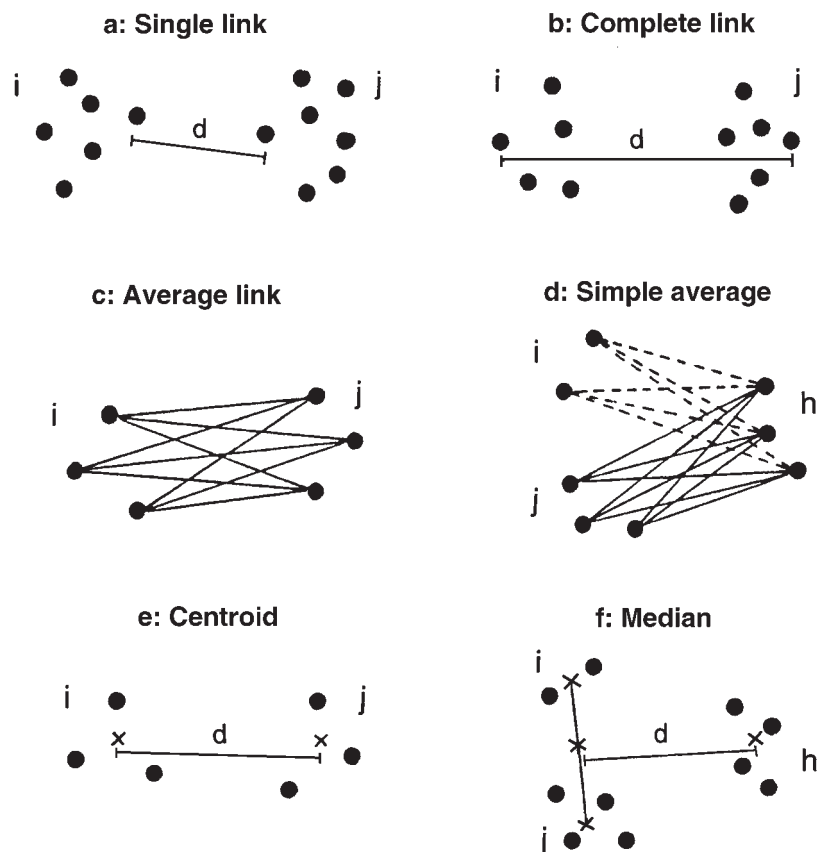 a: Single link
b: Complete link
i
j
i
j
d
d
c: Average link
d: Simple average
i
j
i
h
j
e: Centroid
f: Median
i
j
d
i
d
h
j